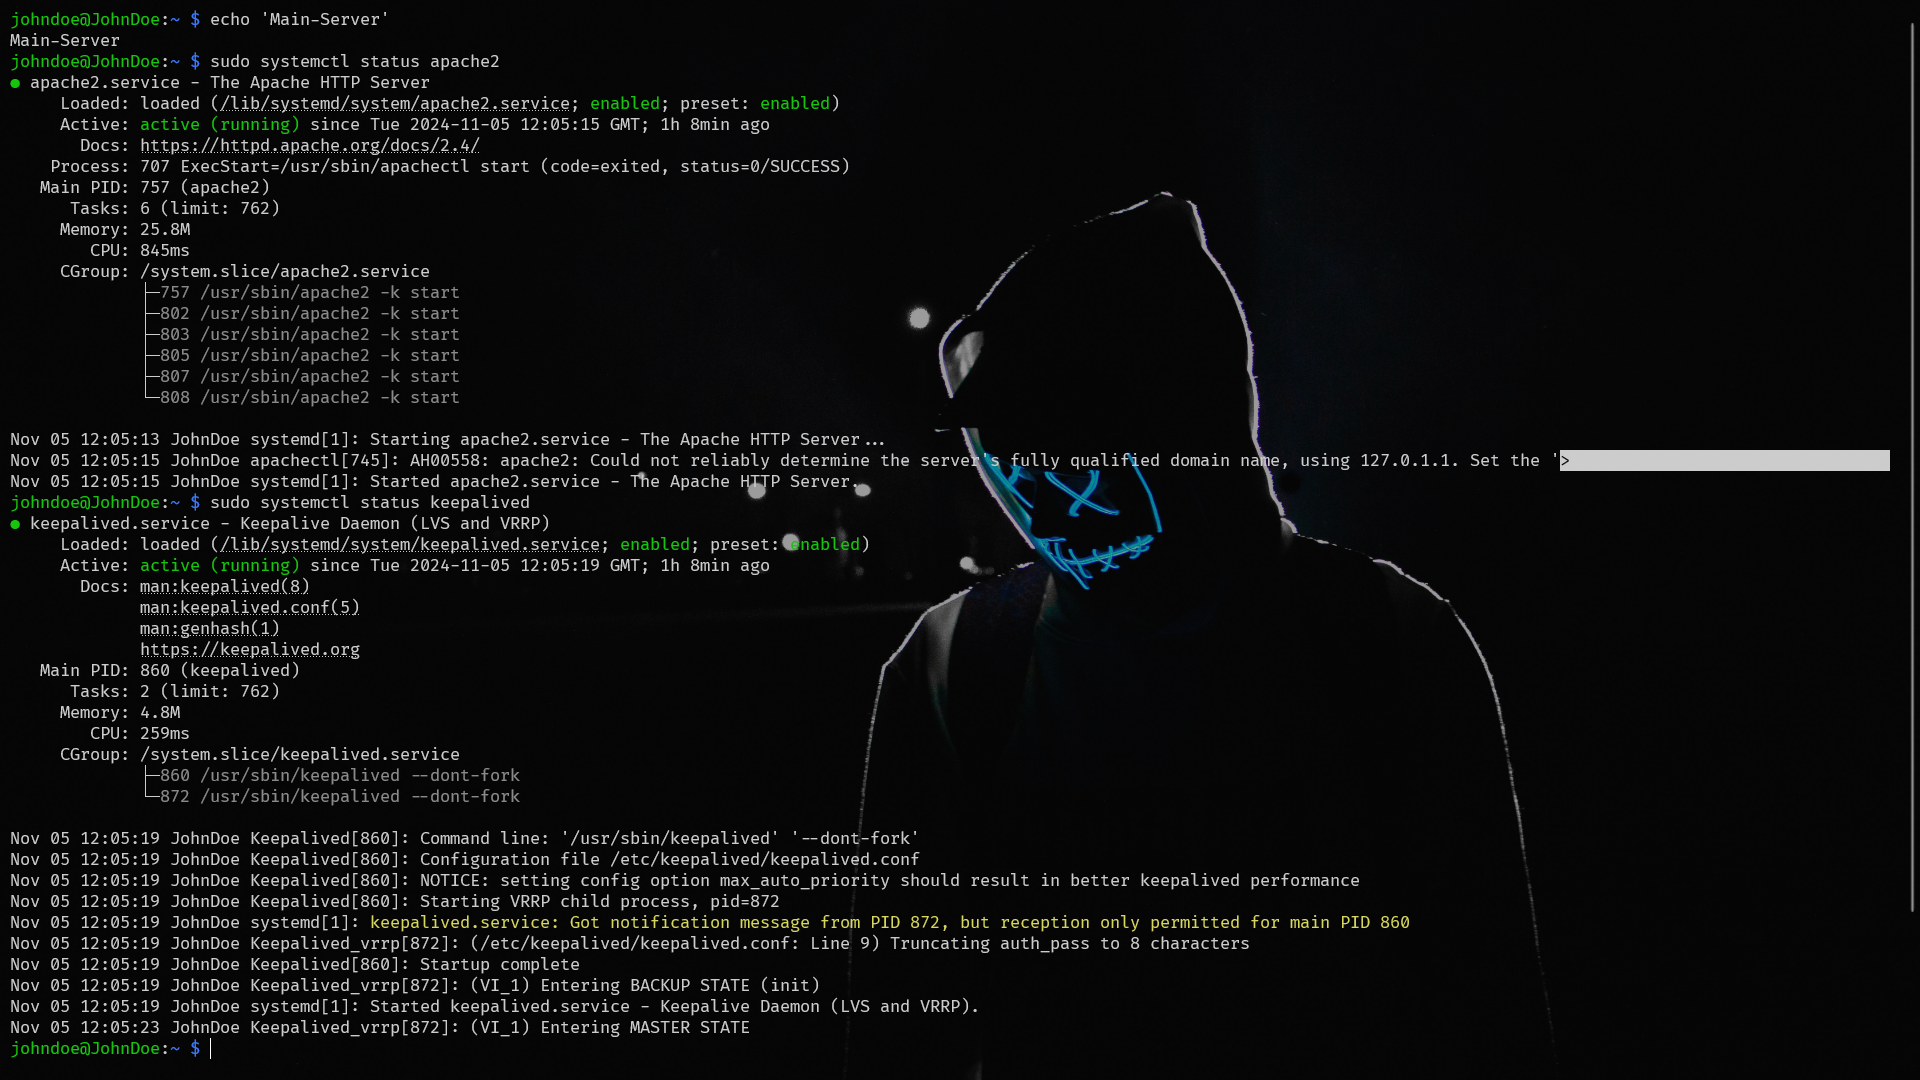 johndoe@JohnDoe:~ $ echo 'Main-Server'
Main-Server
johndoe@JohnDoe:~ $ sudo systemctl status apache2
● apache2.service - The Apache HTTP Server
     Loaded: loaded (/lib/systemd/system/apache2.service; enabled; preset: enabled)
     Active: active (running) since Tue 2024-11-05 12:05:15 GMT; 1h 8min ago
       Docs: https://httpd.apache.org/docs/2.4/
    Process: 707 ExecStart=/usr/sbin/apachectl start (code=exited, status=0/SUCCESS)
   Main PID: 757 (apache2)
      Tasks: 6 (limit: 762)
     Memory: 25.8M
        CPU: 845ms
     CGroup: /system.slice/apache2.service
             ├─757 /usr/sbin/apache2 -k start
             ├─802 /usr/sbin/apache2 -k start
             ├─803 /usr/sbin/apache2 -k start
             ├─805 /usr/sbin/apache2 -k start
             ├─807 /usr/sbin/apache2 -k start
             └─808 /usr/sbin/apache2 -k start

Nov 05 12:05:13 JohnDoe systemd[1]: Starting apache2.service - The Apache HTTP Server...
Nov 05 12:05:15 JohnDoe apachectl[745]: AH00558: apache2: Could not reliably determine the server's fully qualified domain name, using 127.0.1.1. Set the '>
Nov 05 12:05:15 JohnDoe systemd[1]: Started apache2.service - The Apache HTTP Server.
johndoe@JohnDoe:~ $ sudo systemctl status keepalived
● keepalived.service - Keepalive Daemon (LVS and VRRP)
     Loaded: loaded (/lib/systemd/system/keepalived.service; enabled; preset: enabled)
     Active: active (running) since Tue 2024-11-05 12:05:19 GMT; 1h 8min ago
       Docs: man:keepalived(8)
             man:keepalived.conf(5)
             man:genhash(1)
             https://keepalived.org
   Main PID: 860 (keepalived)
      Tasks: 2 (limit: 762)
     Memory: 4.8M
        CPU: 259ms
     CGroup: /system.slice/keepalived.service
             ├─860 /usr/sbin/keepalived --dont-fork
             └─872 /usr/sbin/keepalived --dont-fork

Nov 05 12:05:19 JohnDoe Keepalived[860]: Command line: '/usr/sbin/keepalived' '--dont-fork'
Nov 05 12:05:19 JohnDoe Keepalived[860]: Configuration file /etc/keepalived/keepalived.conf
Nov 05 12:05:19 JohnDoe Keepalived[860]: NOTICE: setting config option max_auto_priority should result in better keepalived performance
Nov 05 12:05:19 JohnDoe Keepalived[860]: Starting VRRP child process, pid=872
Nov 05 12:05:19 JohnDoe systemd[1]: keepalived.service: Got notification message from PID 872, but reception only permitted for main PID 860
Nov 05 12:05:19 JohnDoe Keepalived_vrrp[872]: (/etc/keepalived/keepalived.conf: Line 9) Truncating auth_pass to 8 characters
Nov 05 12:05:19 JohnDoe Keepalived[860]: Startup complete
Nov 05 12:05:19 JohnDoe Keepalived_vrrp[872]: (VI_1) Entering BACKUP STATE (init)
Nov 05 12:05:19 JohnDoe systemd[1]: Started keepalived.service - Keepalive Daemon (LVS and VRRP).
Nov 05 12:05:23 JohnDoe Keepalived_vrrp[872]: (VI_1) Entering MASTER STATE
johndoe@JohnDoe:~ $